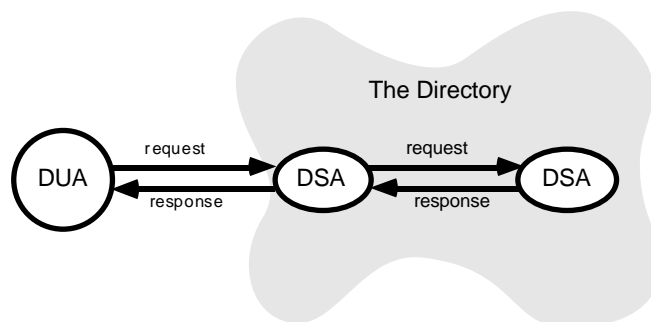 The Directory
request
request
DUA
DSA
DSA
response
response